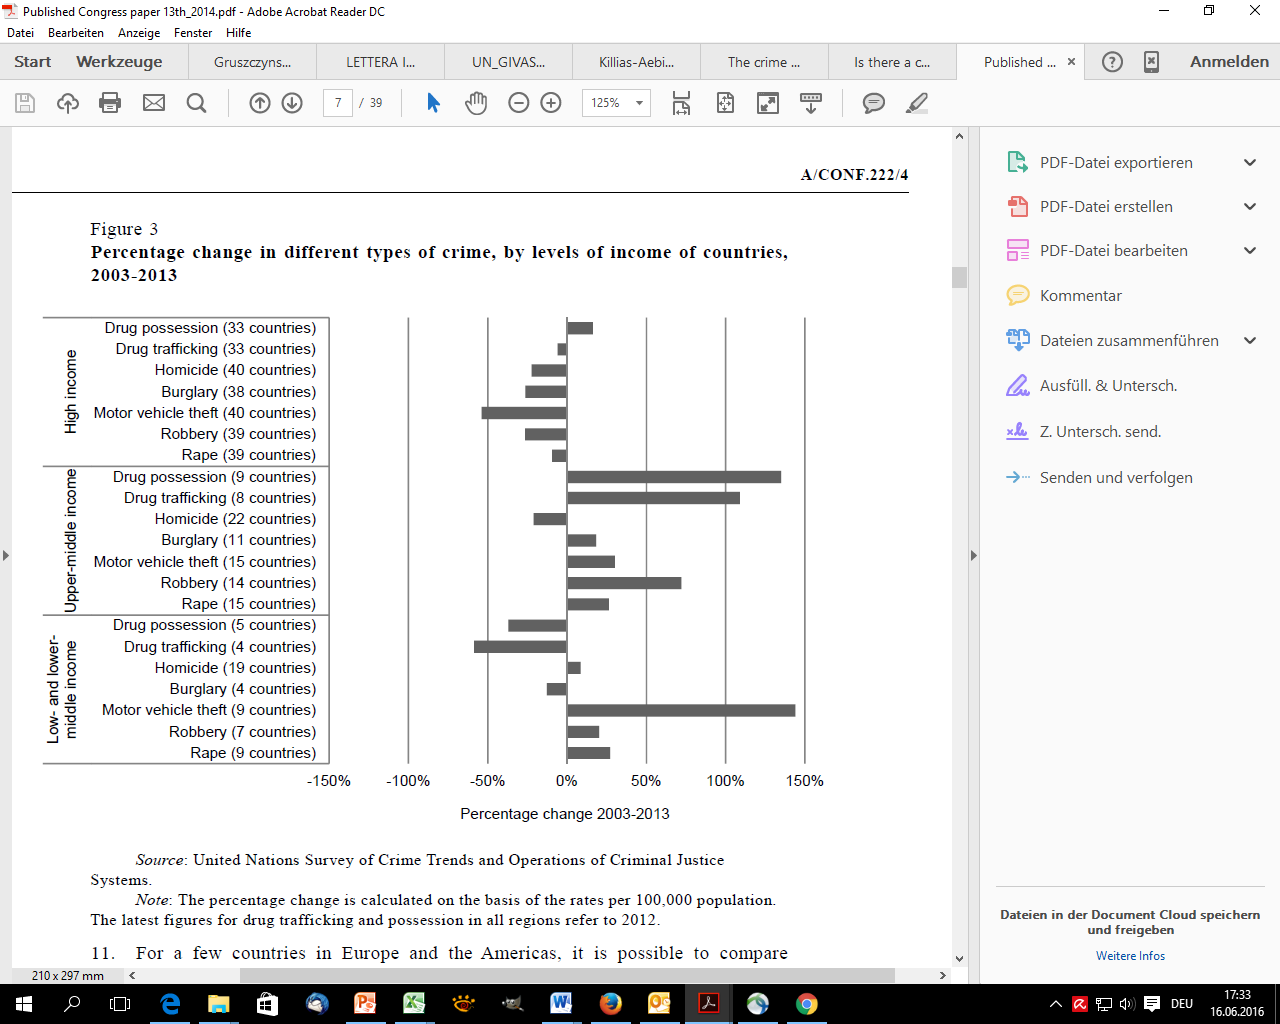 Published Congress paper 13th_2014.pdf - Adobe Acrobat Reader DC
Datei Bearbeiten Anzeige Fenster Hilfe
Start Werkzeuge Gruszczyns... LETTERA I... UN_GIVAS... Killias-Aebi... The crime ... Is there a c... Published ... × Anmelden
7 / 39 125%
A/CONF.222/4
Figure 3
Percentage change in different types of crime, by levels of income of countries,
2003-2013
High income
Drug possession (33 countries)
Drug trafficking (33 countries)
Homicide (40 countries)
Burglary (38 countries)
Motor vehicle theft (40 countries)
Robbery (39 countries)
Rape (39 countries)
Upper-middle income
Drug possession (9 countries)
Drug trafficking (8 countries)
Homicide (22 countries)
Burglary (11 countries)
Motor vehicle theft (15 countries)
Robbery (14 countries)
Rape (15 countries)
Low- and lower-
middle income
Drug possession (5 countries)
Drug trafficking (4 countries)
Homicide (19 countries)
Burglary (4 countries)
Motor vehicle theft (9 countries)
Robbery (7 countries)
Rape (9 countries)
-150% -100% -50% 0% 50% 100% 150%
Percentage change 2003-2013
Source: United Nations Survey of Crime Trends and Operations of Criminal Justice
Systems.
Note: The percentage change is calculated on the basis of the rates per 100,000 population.
The latest figures for drug trafficking and possession in all regions refer to 2012.
11. For a few countries in Europe and the Americas, it is possible to compare
210 x 297 mm
PDF-Datei exportieren
PDF-Datei erstellen
PDF-Datei bearbeiten
Kommentar
Dateien zusammenführen
Ausfüll. & Untersch.
Z. Untersch. send.
Senden und verfolgen
Dateien in der Document Cloud speichern
und freigeben
Weitere Infos
DEU
17:33
16.06.2016